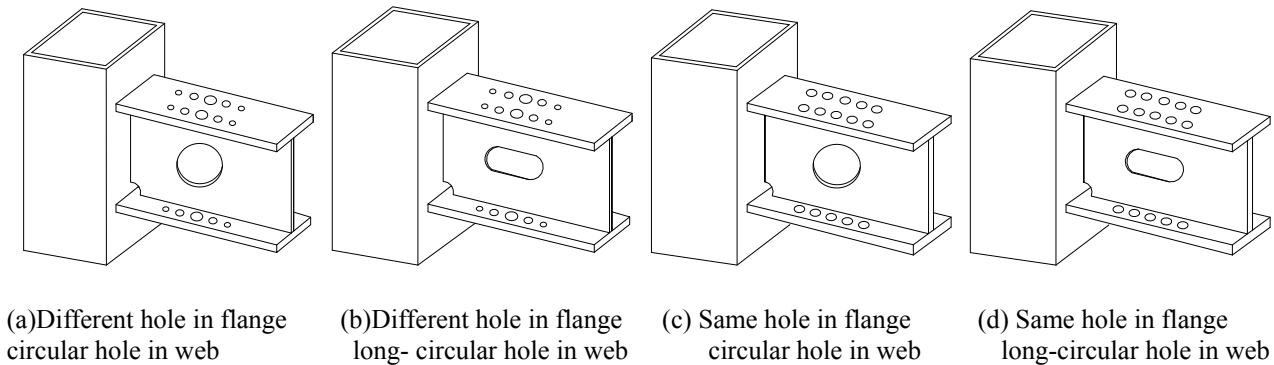 (a)Different hole in flange
circular hole in web
(b)Different hole in flange
long- circular hole in web
(c) Same hole in flange
circular hole in web
(d) Same hole in flange
long-circular hole in web